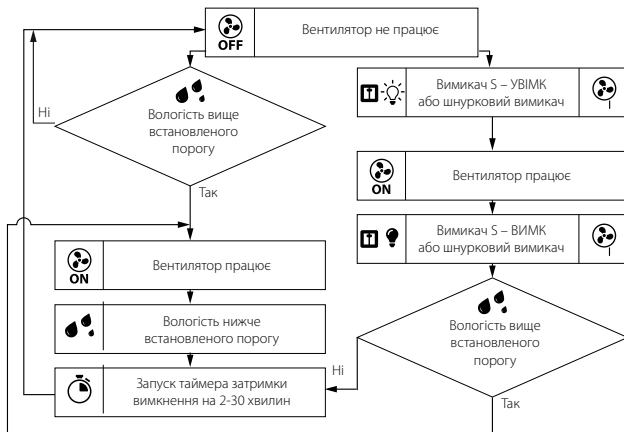 OFF
Вентилятор не працює
Ні
Вологість вище
встановленого
порогу
Так
Вимикач S – УВІМК
або шнурковий вимикач
ON
Вентилятор працює
Вимикач S – ВИМК
або шнурковий вимикач
ON
Вентилятор працює
Вологість нижче
встановленого порогу
Запуск таймера затримки
вимкнення на 2-30 хвилин
Вологість вище
встановленого
порогу
Ні
Так